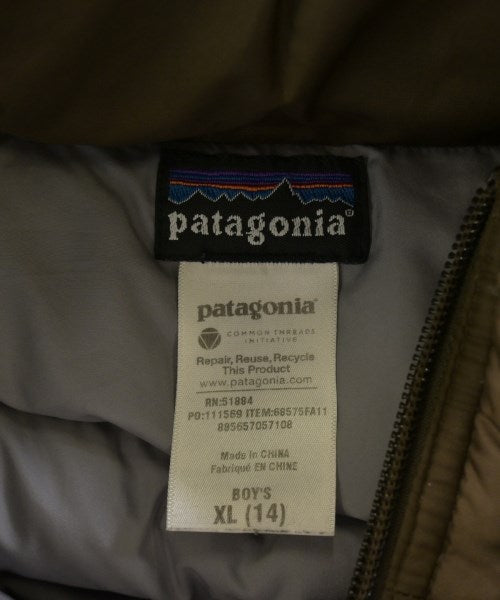 patagonia®
patagonia®
COMMON THREADS
INITIATIVE
Repair, Reuse, Recycle
This Product
www.patagonia.com
RN:51884
PO:111569 ITEM:68575FA11
885657057108
Made in CHINA
Fabriqué EN CHINE
BOY'S
XL (14)